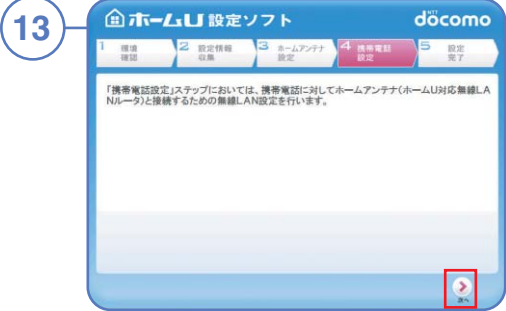 13
ホームU 設定ソフト
NTT
döcomo
1 環境確認
2 設定情報収集
3 ホームアンテナ設定
4 携帯電話設定
5 設定完了
「携帯電話設定」ステップにおいては、携帯電話に対してホームアンテナ(ホームU対応無線LA
Nルータ)と接続するための無線LAN設定を行います。
次へ